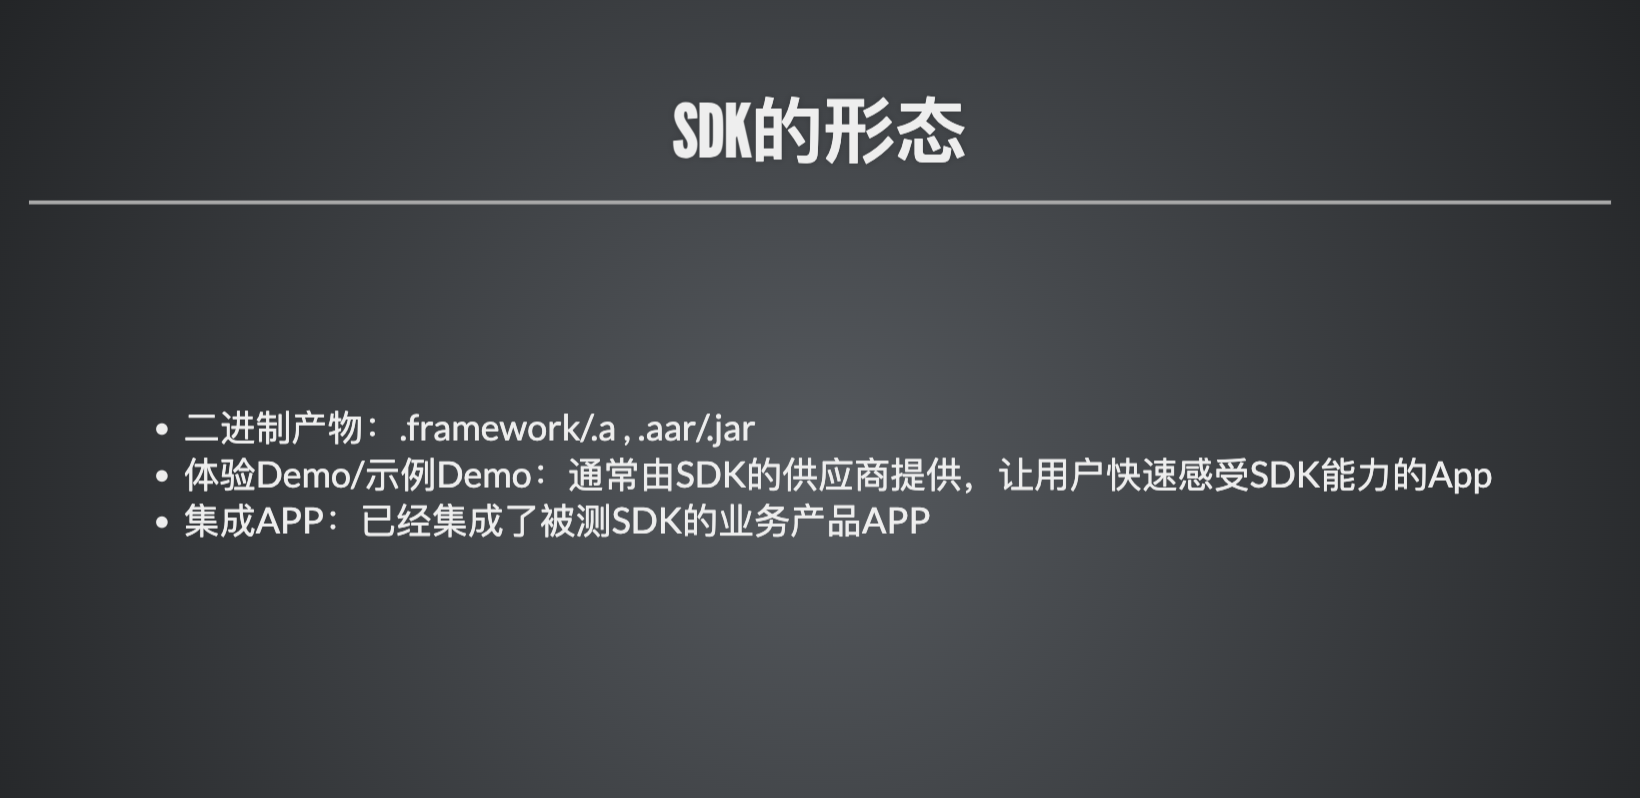 SDK的形态
二进制产物：.framework/.a , .aar/.jar
体验Demo/示例Demo：通常由SDK的供应商提供，让用户快速感受SDK能力的App
集成APP：已经集成了被测SDK的业务产品APP